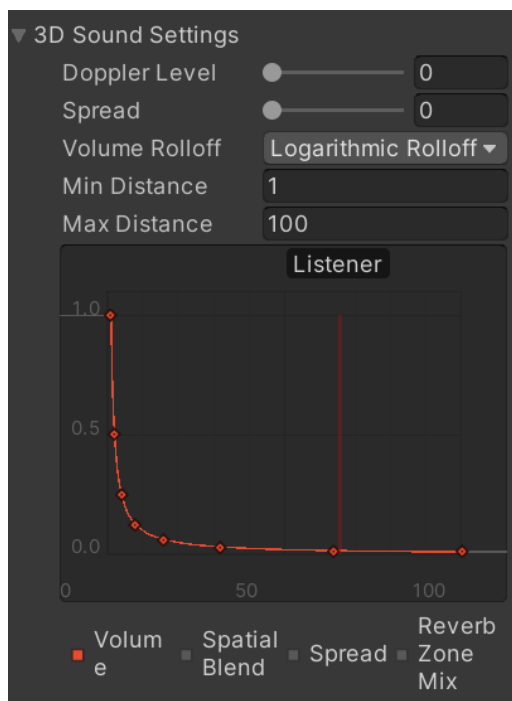 3D Sound Settings
Doppler Level 0
Spread 0
Volume Rolloff Logarithmic Rolloff
Min Distance 1
Max Distance 100
Listener
1.0
0.5
0.0
0 50 100
Volum
e
Spatial
Blend
Spread
Reverb
Zone
Mix